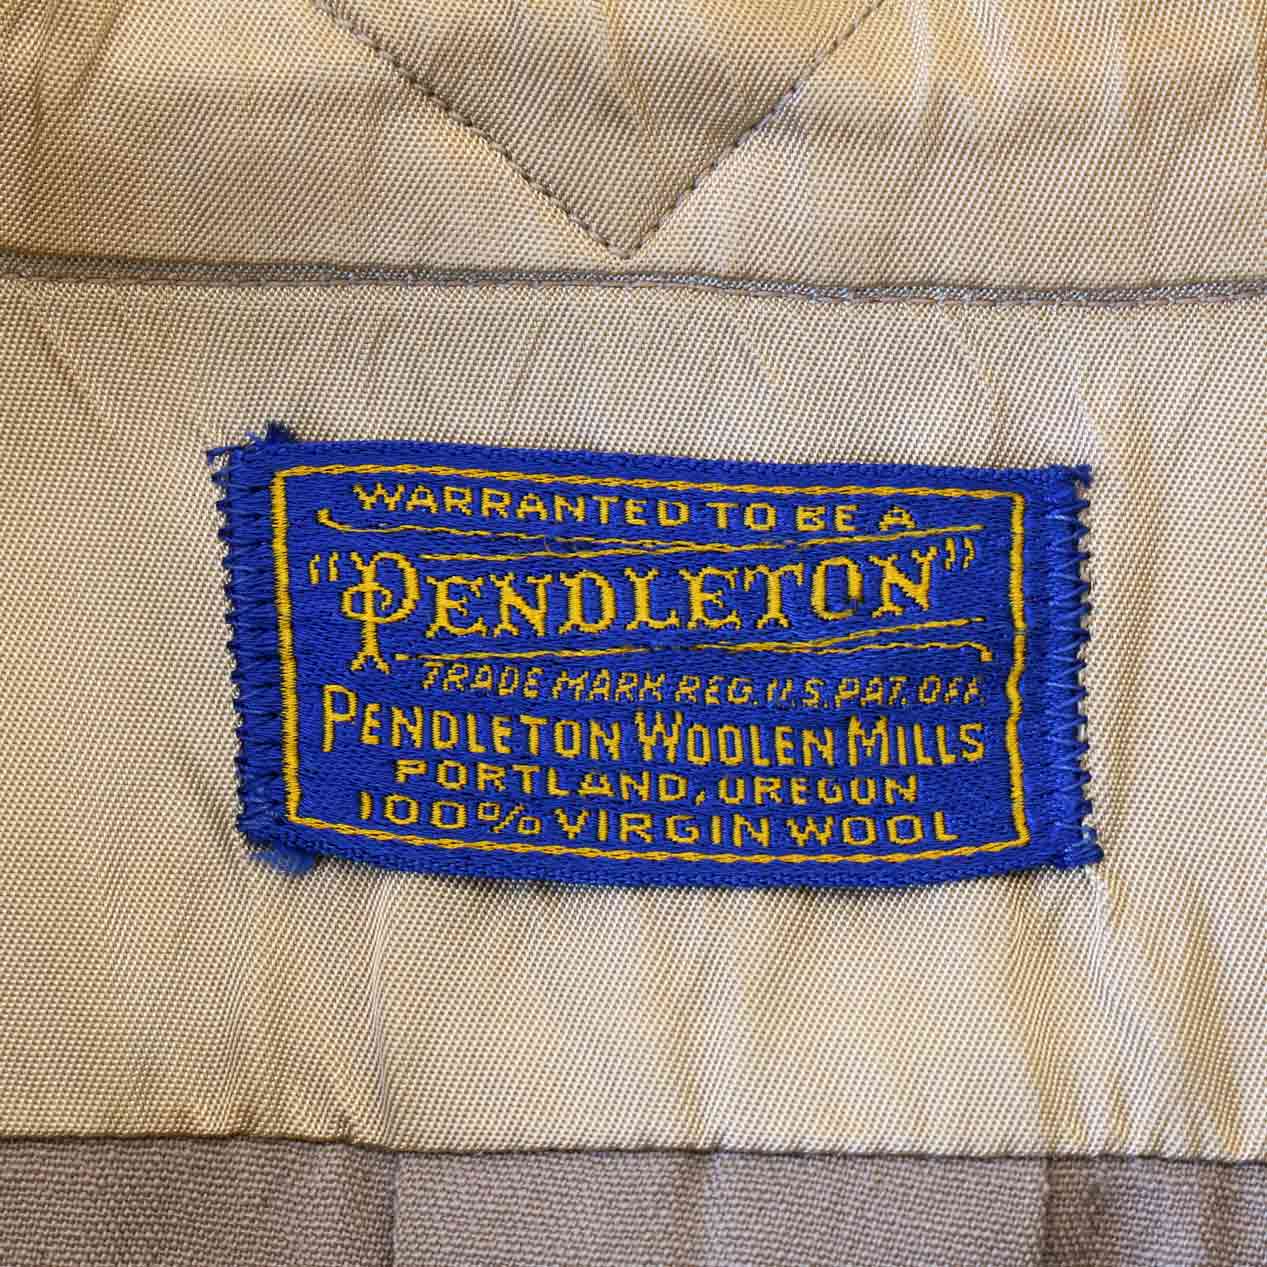 WARRANTED TO BE A
"PENDLETON"
TRADE MARK REG. U.S. PAT. OFF.
PENDLETON WOOLEN MILLS
PORTLAND, OREGON
100% VIRGIN WOOL